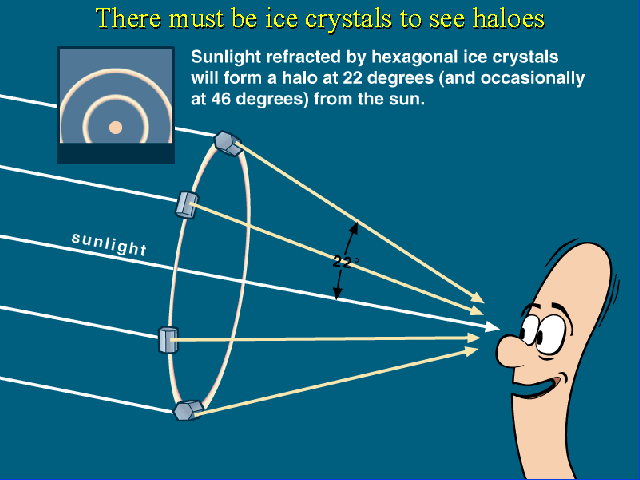 There must be ice crystals to see haloes
Sunlight refracted by hexagonal ice crystals
will form a halo at 22 degrees (and occasionally
at 46 degrees) from the sun.
sunlight
22°